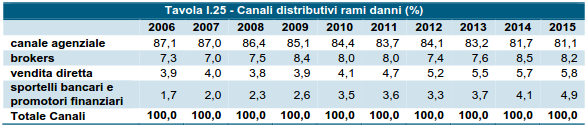 Tavola I.25 - Canali distributivi rami danni (%)
2006 2007 2008 2009 2010 2011 2012 2013 2014 2015
canale agenziale 87,1 87,0 86,4 85,1 84,4 83,7 84,1 83,2 81,7 81,1
brokers 7,3 7,0 7,5 8,4 8,0 8,0 7,4 7,6 8,5 8,2
vendita diretta 3,9 4,0 3,8 3,9 4,1 4,7 5,2 5,5 5,7 5,8
sportelli bancari e
promotori finanziari 1,7 2,0 2,3 2,6 3,5 3,6 3,3 3,7 4,1 4,9
Totale Canali 100,0 100,0 100,0 100,0 100,0 100,0 100,0 100,0 100,0 100,0